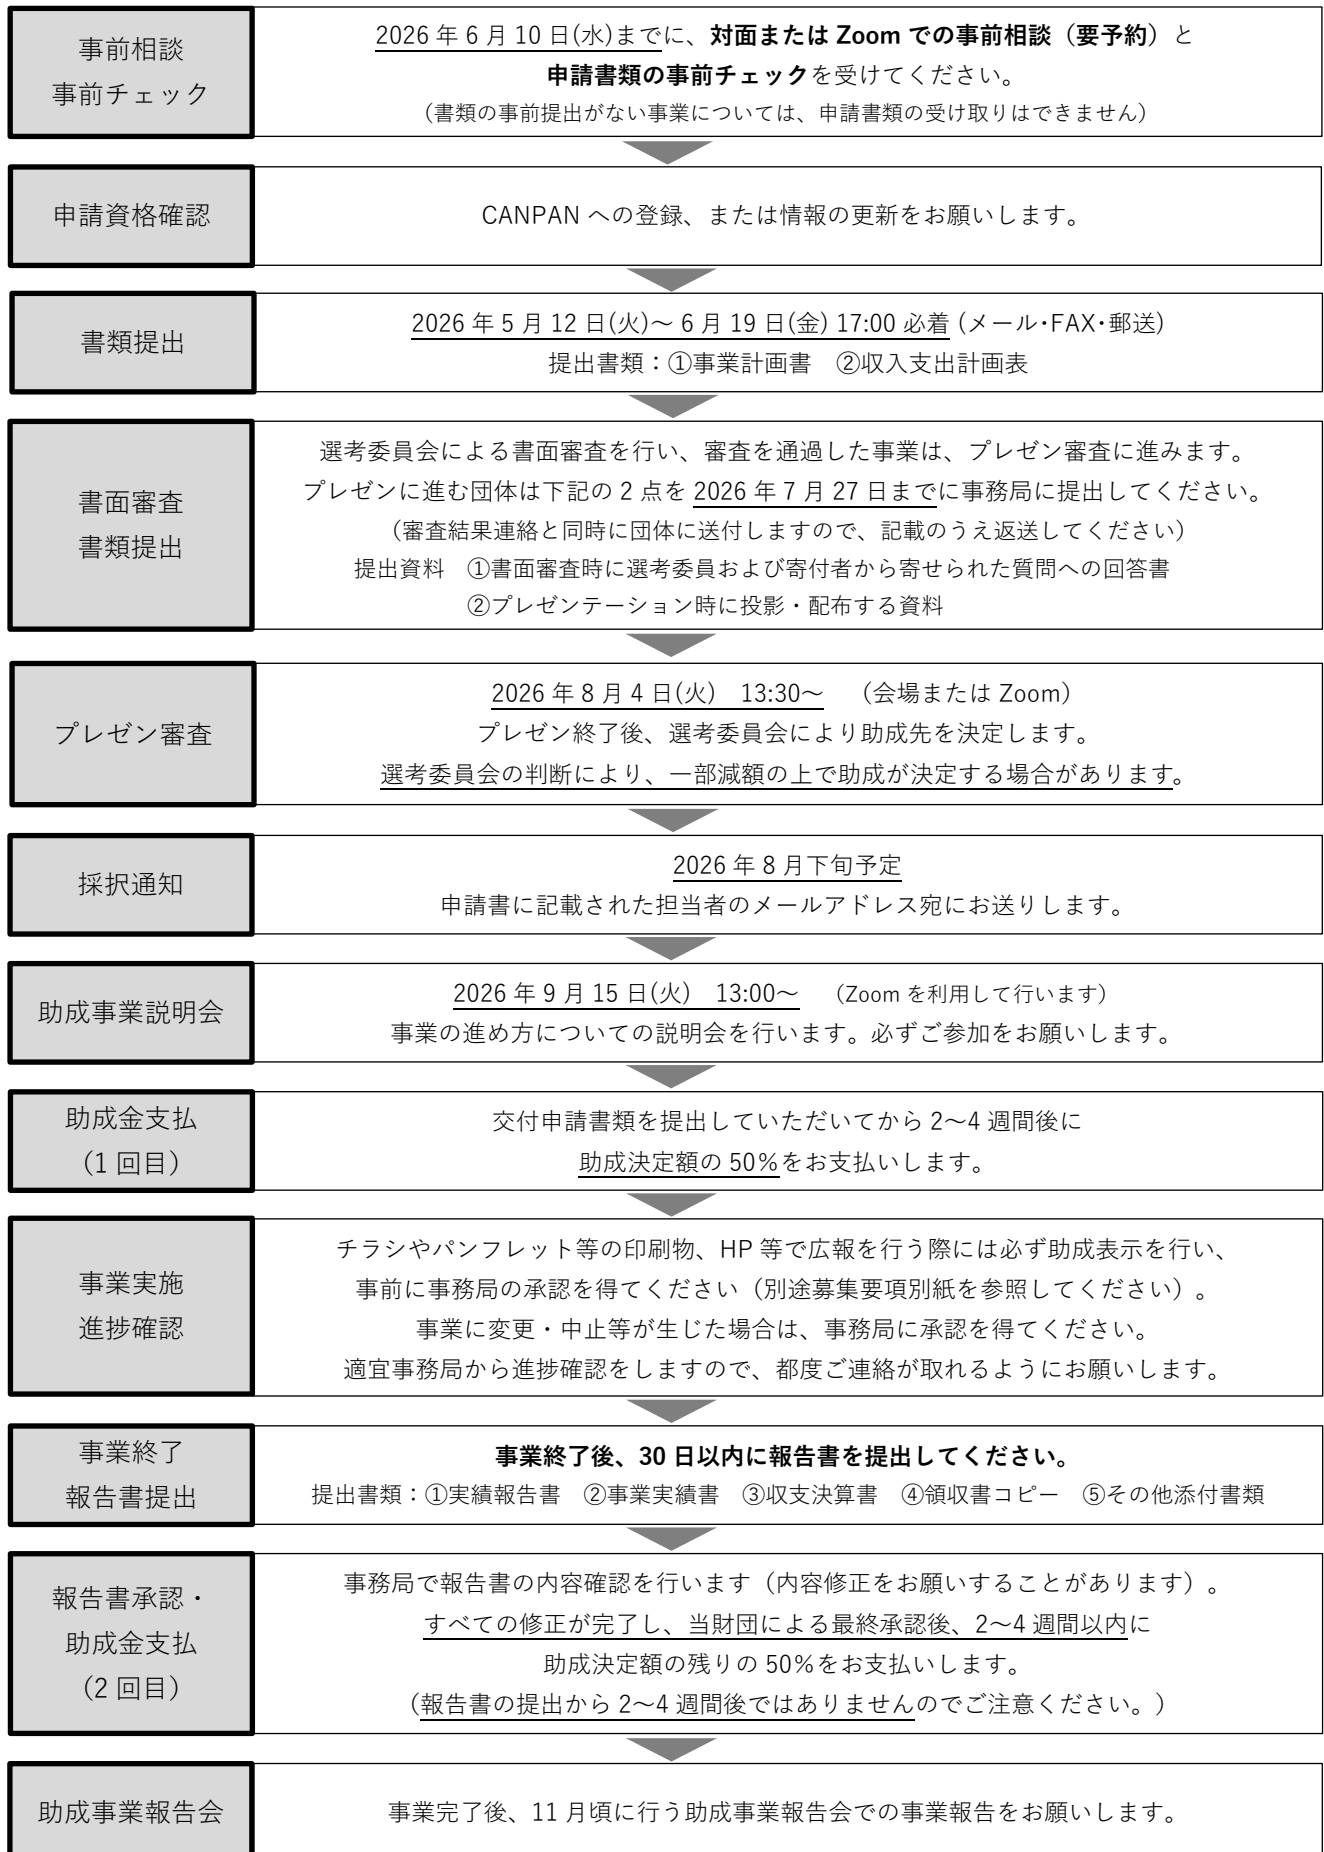 事前相談
事前チェック
2026 年 6 月 10 日(水)までに、対面または Zoom での事前相談（要予約）と
申請書類の事前チェックを受けてください。
（書類の事前提出がない事業については、申請書類の受け取りはできません）
申請資格確認
CANPAN への登録、または情報の更新をお願いします。
書類提出
2026 年 5 月 12 日(火)～ 6 月 19 日(金) 17:00 必着 (メール･FAX･郵送)
提出書類：①事業計画書　②収入支出計画表
書面審査
書類提出
選考委員会による書面審査を行い、審査を通過した事業は、プレゼン審査に進みます。
プレゼンに進む団体は下記の 2 点を 2026 年 7 月 27 日までに事務局に提出してください。
（審査結果連絡と同時に団体に送付しますので、記載のうえ返送してください）
提出資料　①書面審査時に選考委員および寄付者から寄せられた質問への回答書
②プレゼンテーション時に投影・配布する資料
プレゼン審査
2026 年 8 月 4 日(火)　13:30～　（会場または Zoom）
プレゼン終了後、選考委員会により助成先を決定します。
選考委員会の判断により、一部減額の上で助成が決定する場合があります。
採択通知
2026 年 8 月下旬予定
申請書に記載された担当者のメールアドレス宛にお送りします。
助成事業説明会
2026 年 9 月 15 日(火)　13:00～　（Zoom を利用して行います）
事業の進め方についての説明会を行います。必ずご参加をお願いします。
助成金支払
（1 回目）
交付申請書類を提出していただいてから 2～4 週間後に
助成決定額の 50％をお支払いします。
事業実施
進捗確認
チラシやパンフレット等の印刷物、HP 等で広報を行う際には必ず助成表示を行い、
事前に事務局の承認を得てください（別途募集要項別紙を参照してください）。
事業に変更・中止等が生じた場合は、事務局に承認を得てください。
適宜事務局から進捗確認をしますので、都度ご連絡が取れるようにお願いします。
事業終了
報告書提出
事業終了後、30 日以内に報告書を提出してください。
提出書類：①実績報告書　②事業実績書　③収支決算書　④領収書コピー　⑤その他添付書類
報告書承認・
助成金支払
（2 回目）
事務局で報告書の内容確認を行います（内容修正をお願いすることがあります）。
すべての修正が完了し、当財団による最終承認後、2～4 週間以内に
助成決定額の残りの 50％をお支払いします。
（報告書の提出から 2～4 週間後ではありませんのでご注意ください。）
助成事業報告会
事業完了後、11 月頃に行う助成事業報告会での事業報告をお願いします。